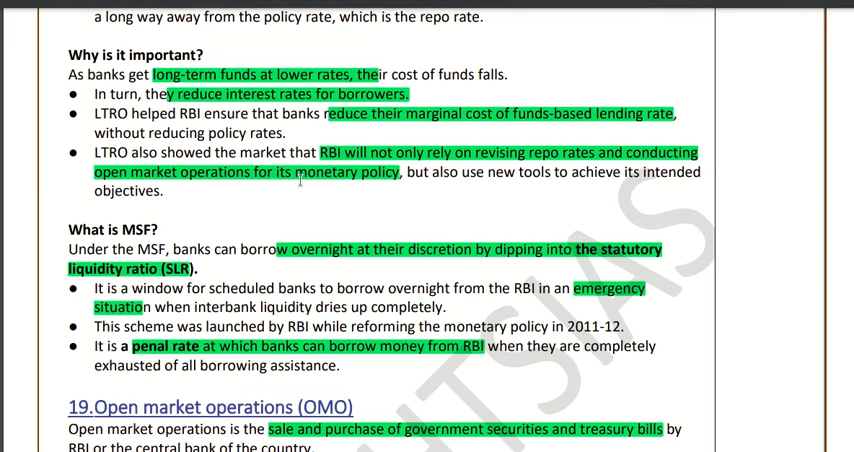 a long way away from the policy rate, which is the repo rate.
Why is it important?
As banks get long-term funds at lower rates, their cost of funds falls.
● In turn, they reduce interest rates for borrowers.
● LTRO helped RBI ensure that banks reduce their marginal cost of funds-based lending rate,
without reducing policy rates.
● LTRO also showed the market that RBI will not only rely on revising repo rates and conducting
open market operations for its monetary policy, but also use new tools to achieve its intended
objectives.
What is MSF?
Under the MSF, banks can borrow overnight at their discretion by dipping into the statutory
liquidity ratio (SLR).
● It is a window for scheduled banks to borrow overnight from the RBI in an emergency
situation when interbank liquidity dries up completely.
● This scheme was launched by RBI while reforming the monetary policy in 2011-12.
● It is a penal rate at which banks can borrow money from RBI when they are completely
exhausted of all borrowing assistance.
19.Open market operations (OMO)
Open market operations is the sale and purchase of government securities and treasury bills by
RBI or the central bank of the country.
HTSIAS